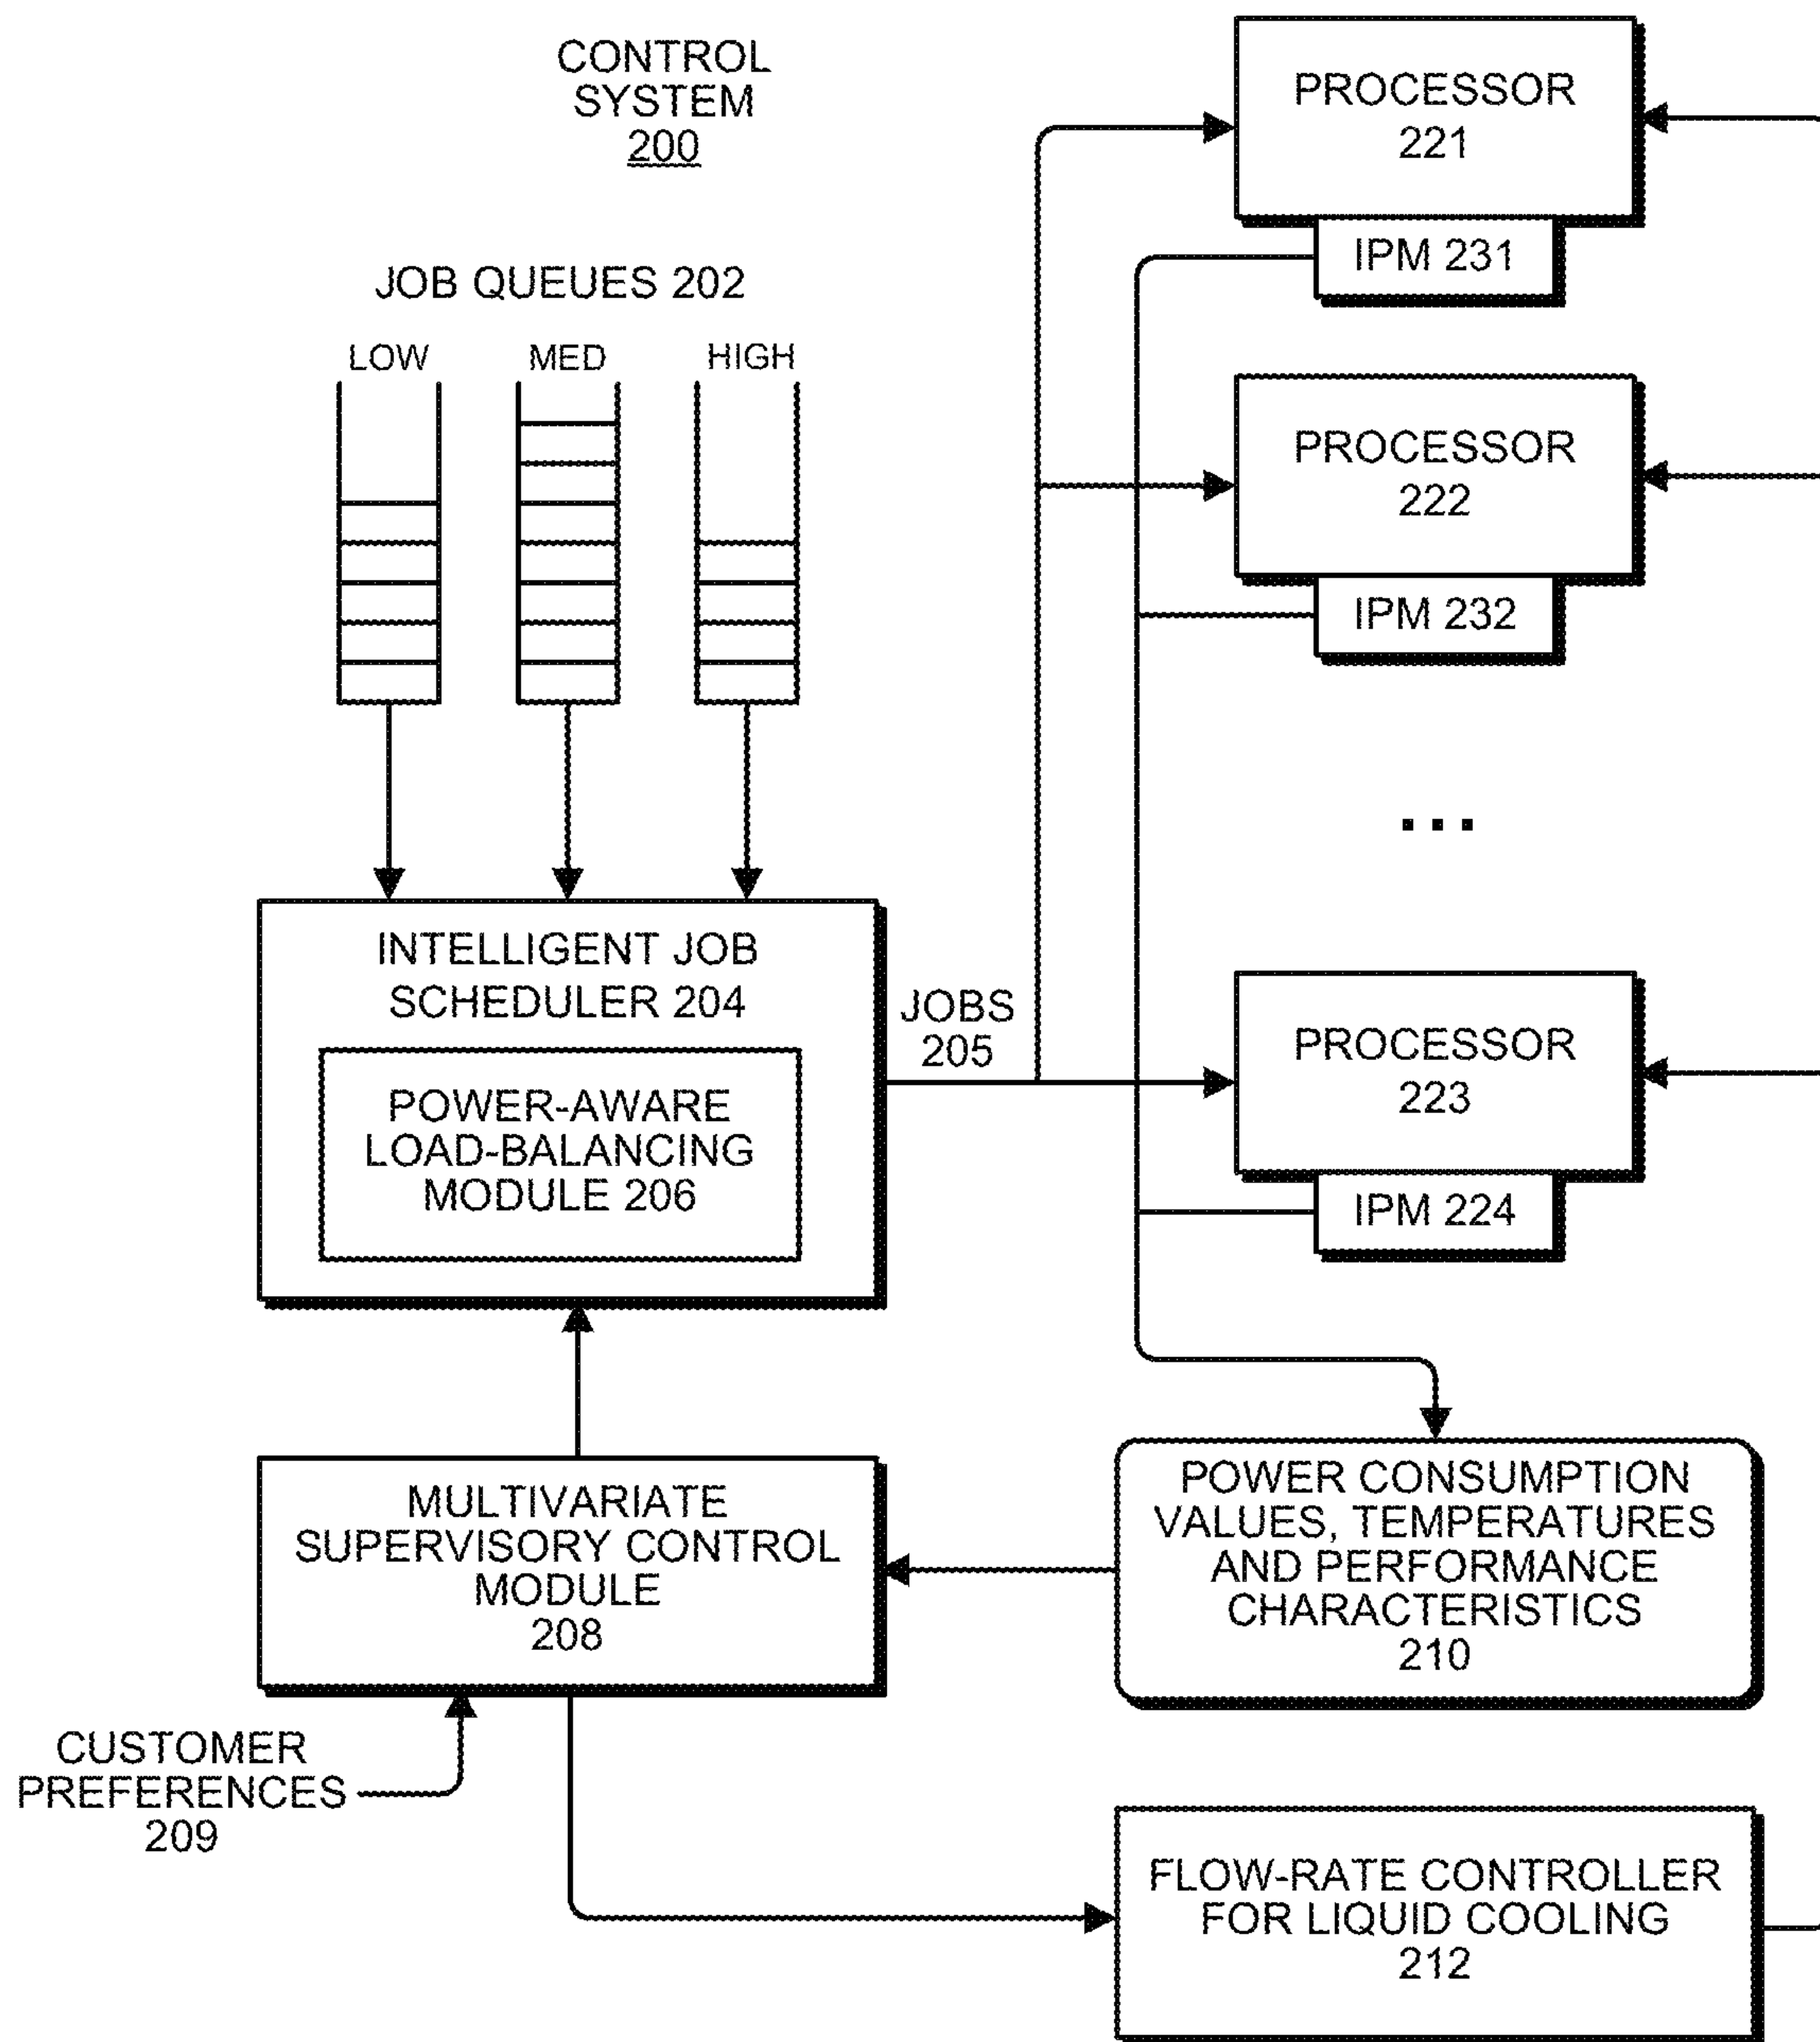 CONTROL
SYSTEM
200
JOB QUEUES 202
LOW
MED
HIGH
PROCESSOR
221
IPM 231
PROCESSOR
222
IPM 232
...
INTELLIGENT JOB
SCHEDULER 204
POWER-AWARE
LOAD-BALANCING
MODULE 206
JOBS
205
PROCESSOR
223
IPM 224
MULTIVARIATE
SUPERVISORY CONTROL
MODULE
208
POWER CONSUMPTION
VALUES, TEMPERATURES
AND PERFORMANCE
CHARACTERISTICS
210
CUSTOMER
PREFERENCES
209
FLOW-RATE CONTROLLER
FOR LIQUID COOLING
212